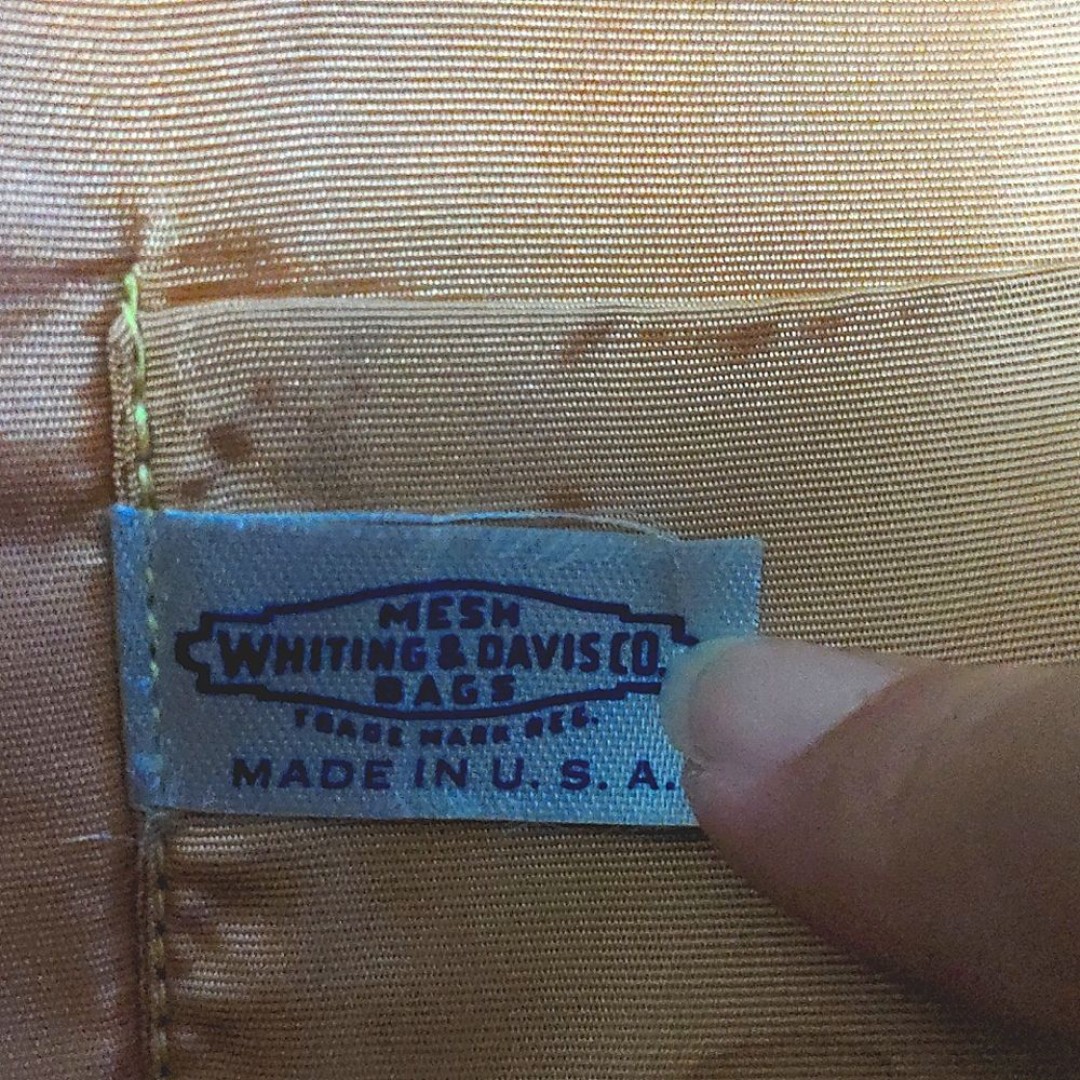 MESH
WHITING & DAVIS CO.
BAGS
TRADE MARK REG.
MADE IN U. S. A.